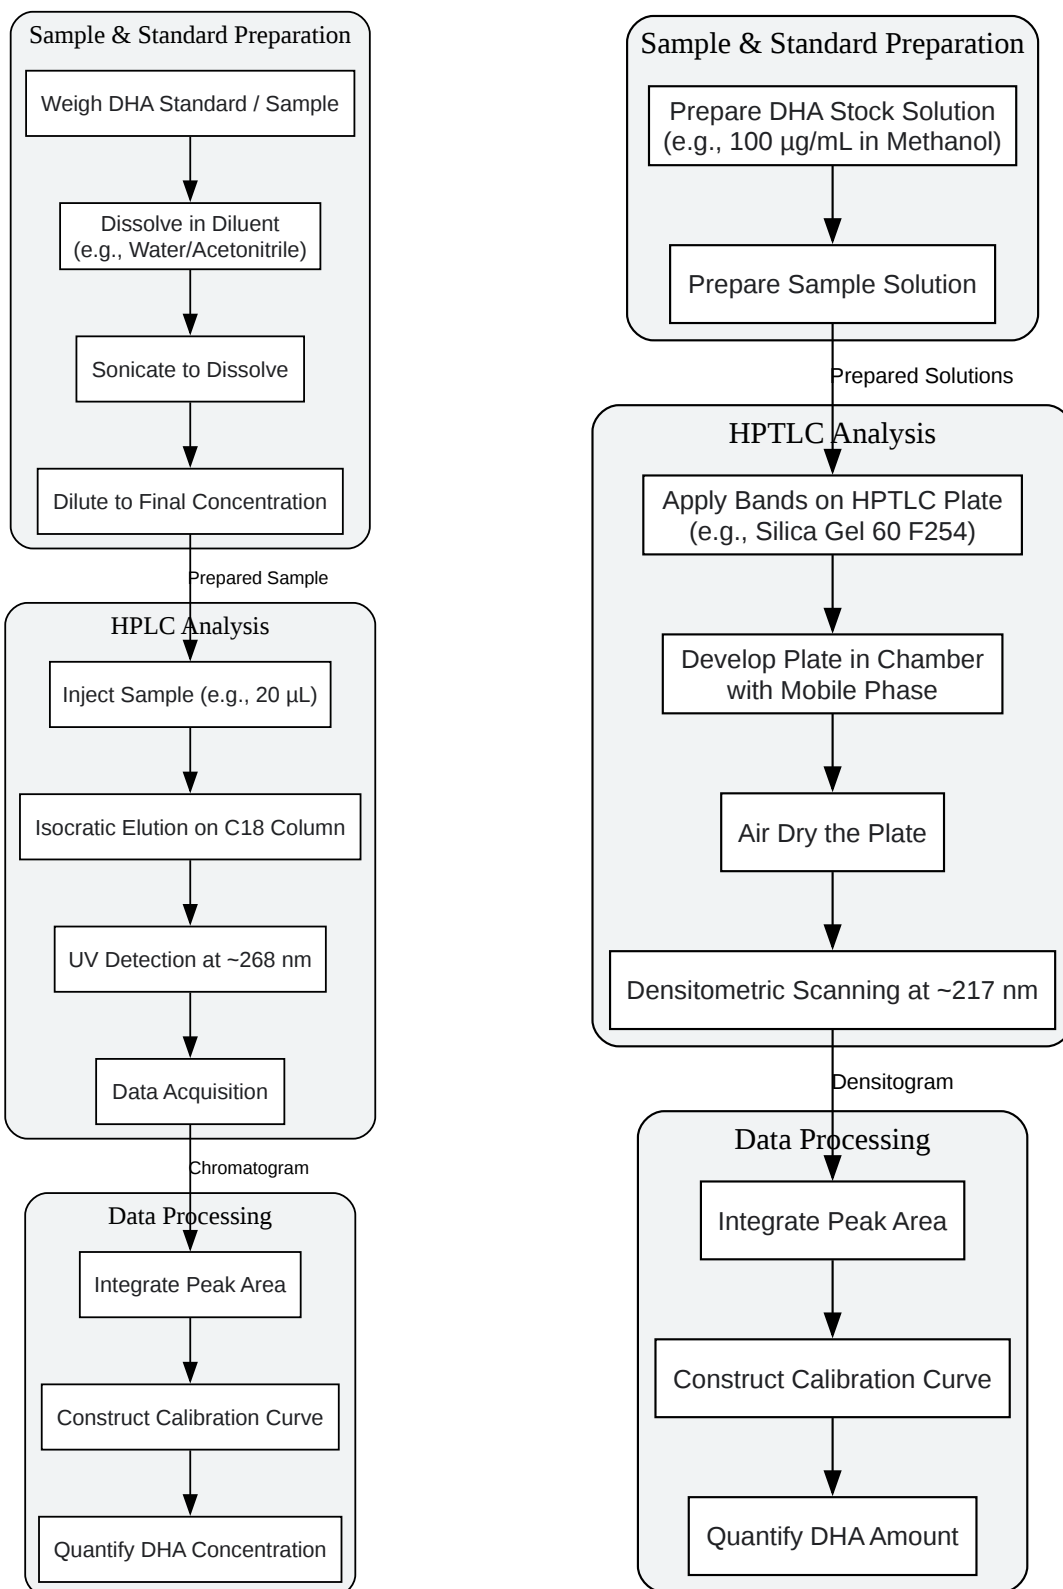 Sample & Standard Preparation
Weigh DHA Standard / Sample
Dissolve in Diluent
(e.g., Water/Acetonitrile)
Sonicate to Dissolve
Dilute to Final Concentration
Prepared Sample
HPLC Analysis
Inject Sample (e.g., 20 µL)
Isocratic Elution on C18 Column
UV Detection at ~268 nm
Data Acquisition
Chromatogram
Data Processing
Integrate Peak Area
Construct Calibration Curve
Quantify DHA Concentration
Sample & Standard Preparation
Prepare DHA Stock Solution
(e.g., 100 µg/mL in Methanol)
Prepare Sample Solution
Prepared Solutions
HPTLC Analysis
Apply Bands on HPTLC Plate
(e.g., Silica Gel 60 F254)
Develop Plate in Chamber
with Mobile Phase
Air Dry the Plate
Densitometric Scanning at ~217 nm
Densitogram
Data Processing
Integrate Peak Area
Construct Calibration Curve
Quantify DHA Amount